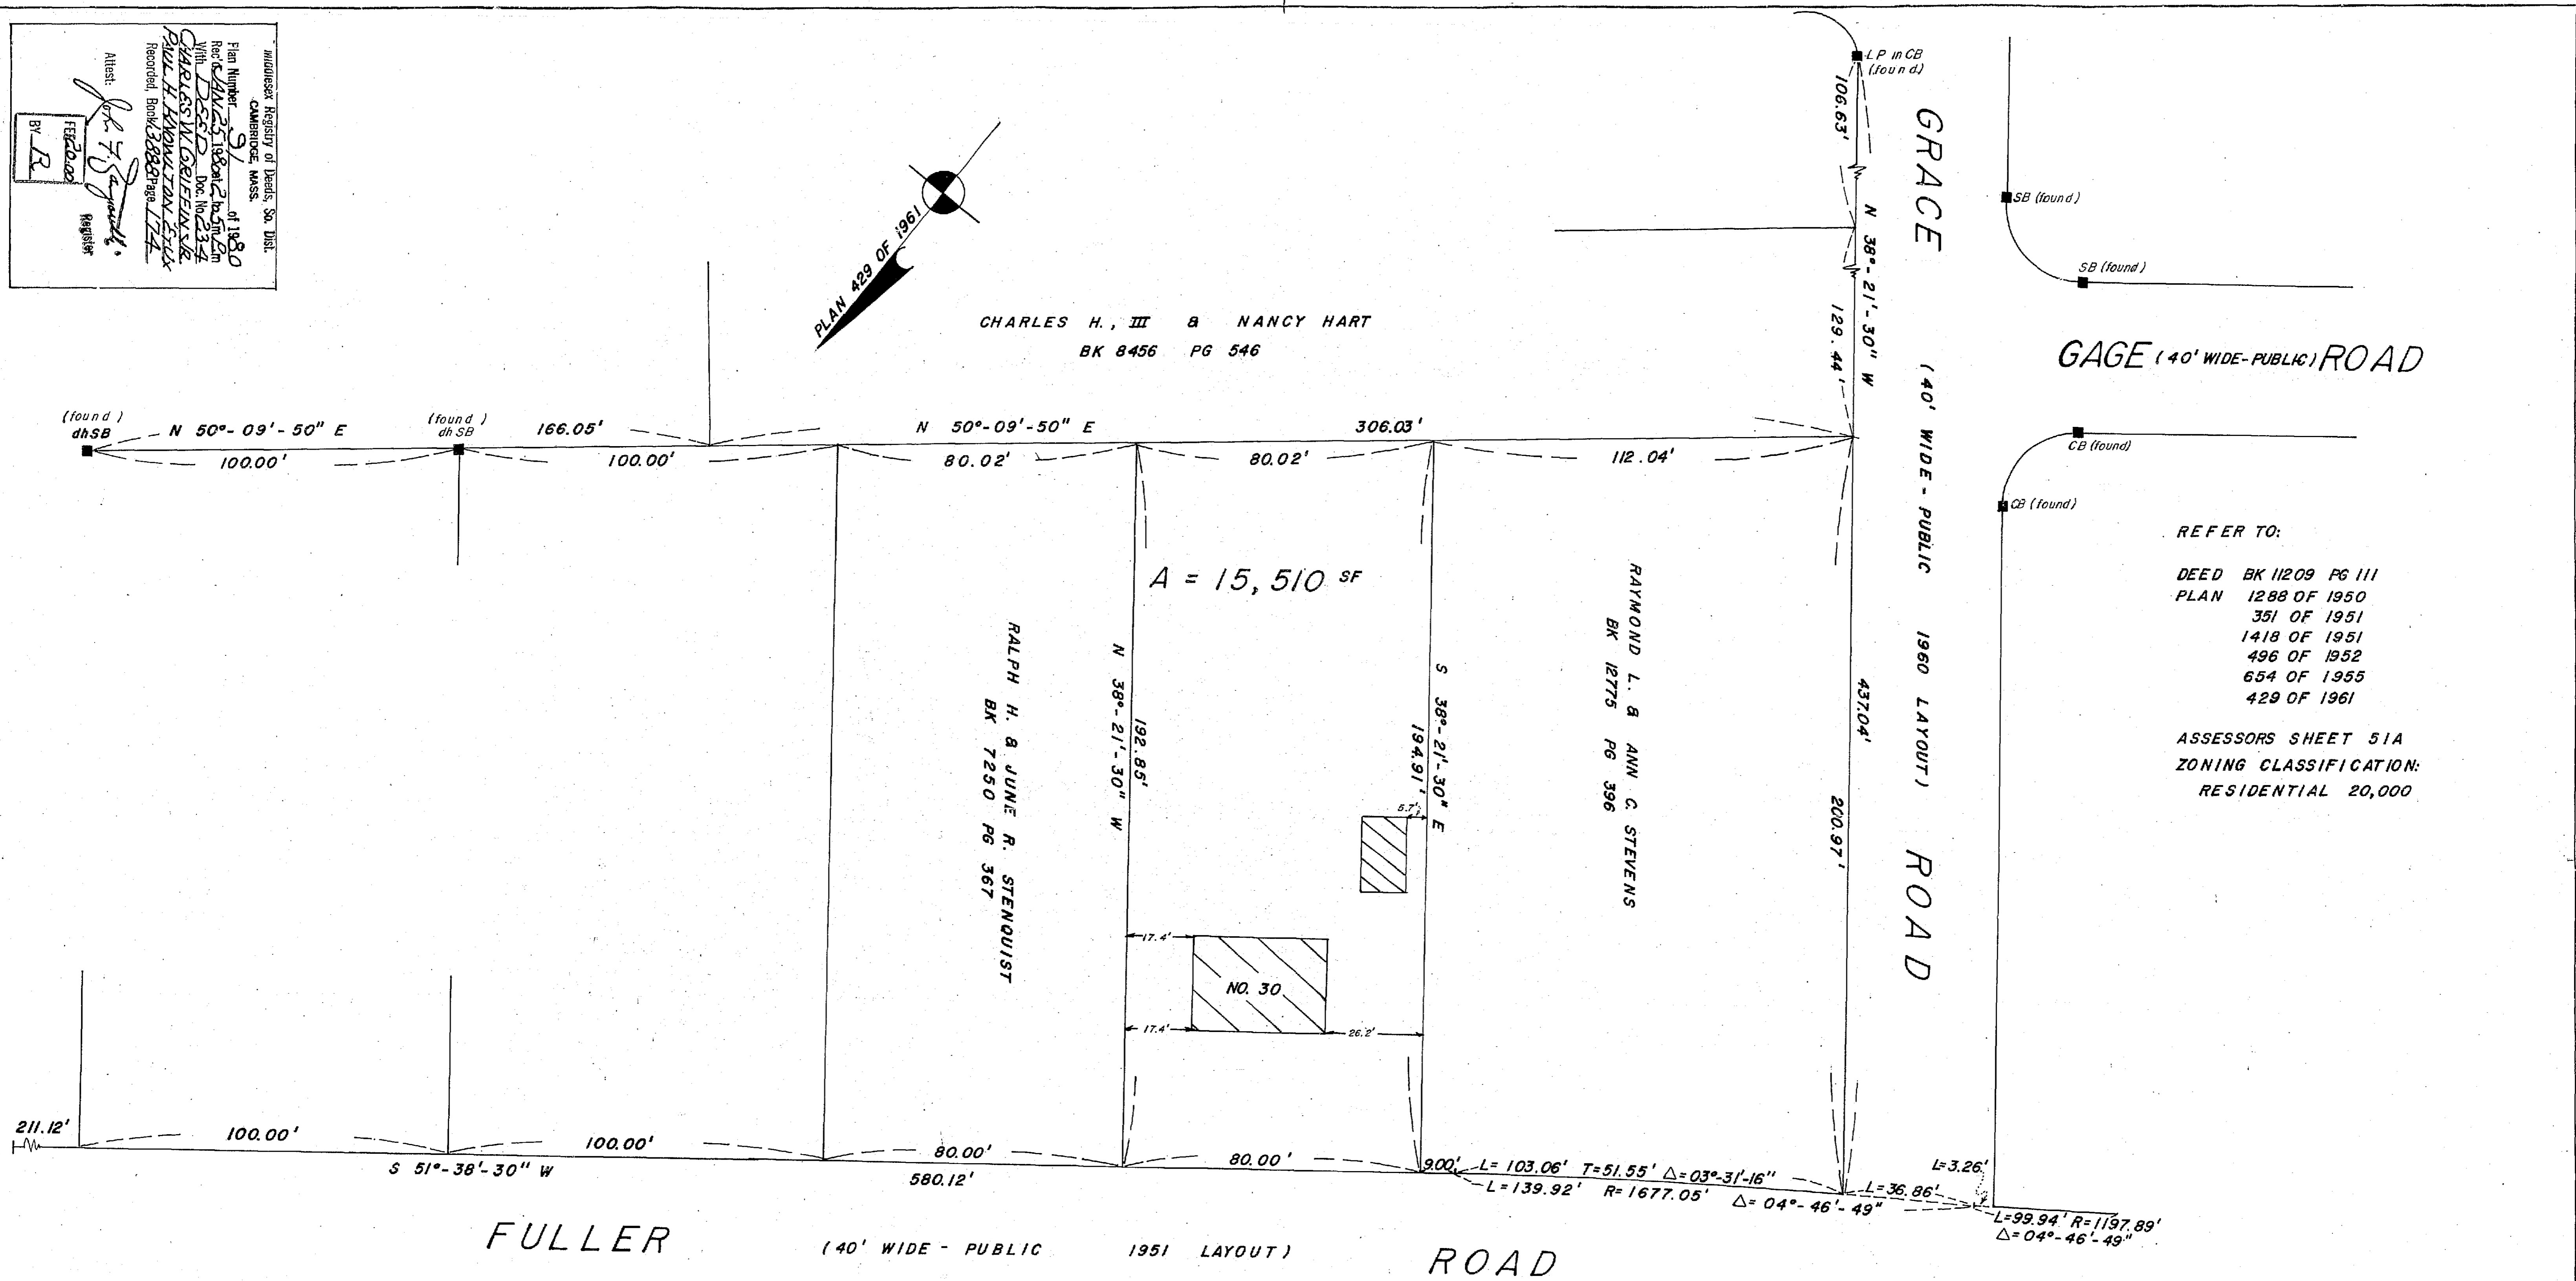 Middlesex Registry of Deeds, So. Dist.
CAMBRIDGE, MASS.
Plan Number 91 of 1980
Rec'd JAN 25 1980 at 2 h 5 m P m
With DEED Doc. No 234
CHARLES W. GRIFFIN JR
PAUL H. KNOWLTON ET UX
Recorded, Book 13888 Page 174
Attest:
Register
FEE 20.00
BY R
PLAN 429 OF 1961
CHARLES H., III & NANCY HART
BK 8456 PG 546
LP in CB
(found)
106.63'
N 38°-21'-30" W
129.44'
GRACE
(40' WIDE - PUBLIC 1960 LAYOUT)
ROAD
SB (found)
SB (found)
GAGE (40' WIDE-PUBLIC) ROAD
CB (found)
CB (found)
(found)
dhSB
N 50°-09'-50" E
(found)
dhSB
166.05'
N 50°-09'-50" E
306.03'
100.00'
100.00'
80.02'
80.02'
112.04'
A = 15,510 SF
RALPH H. & JUNE R. STENQUIST
BK 7250 PG 367
N 38°-21'-30" W
192.85'
S 38°-21'-30" E
194.91'
RAYMOND L. & ANN C. STEVENS
BK 12775 PG 396
437.04'
200.97'
5.7'
17.4'
NO. 30
17.4'
26.2'
REFER TO:
DEED BK 11209 PG 111
PLAN 1288 OF 1950
351 OF 1951
1418 OF 1951
496 OF 1952
654 OF 1955
429 OF 1961
ASSESSORS SHEET 51A
ZONING CLASSIFICATION:
RESIDENTIAL 20,000
211.12'
100.00'
100.00'
80.00'
80.00'
9.00'
L= 103.06' T=51.55' Δ=03°-31'-16"
L=36.86'
L=3.26'
S 51°-38'-30" W
580.12'
L=139.92' R=1677.05' Δ= 04°-46'-49"
L=99.94' R=1197.89'
Δ=04°-46'-49"
FULLER (40' WIDE - PUBLIC 1951 LAYOUT) ROAD